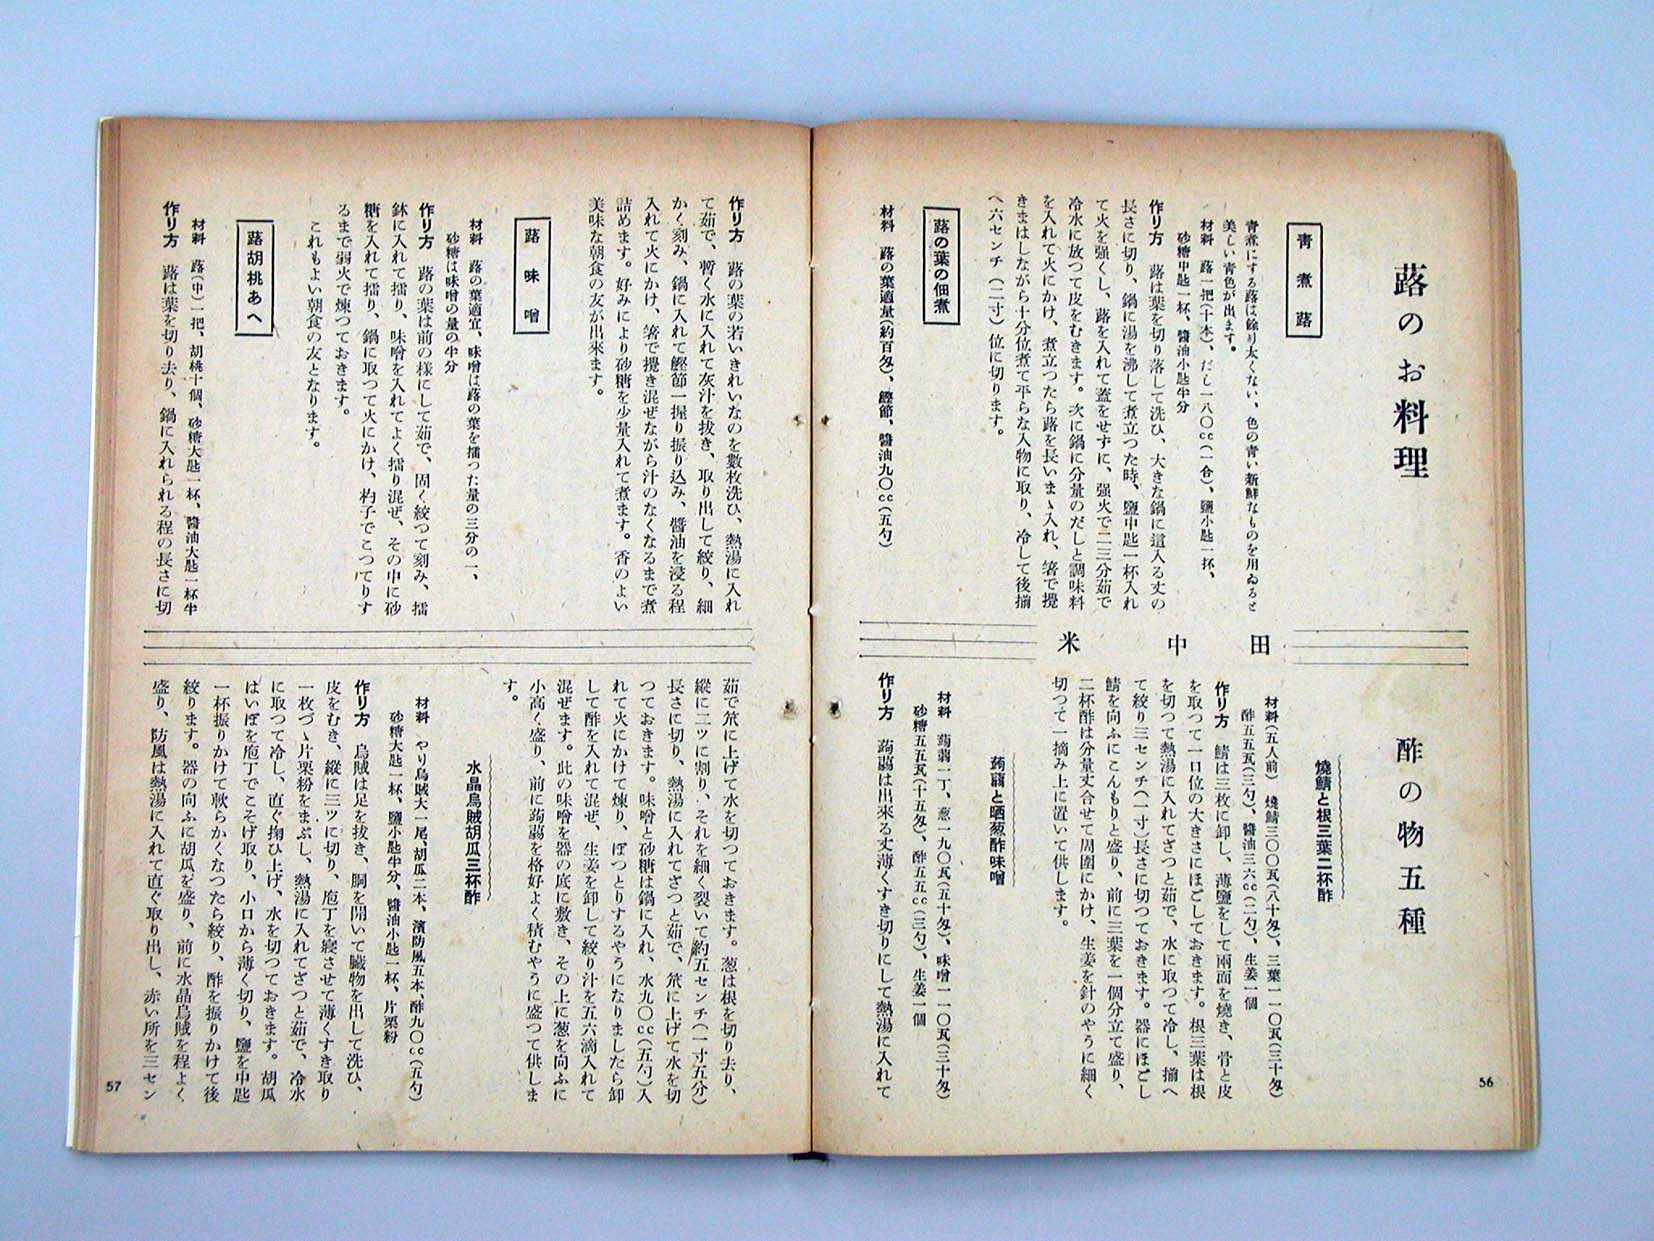 蕗のお料理
青煮蕗
青煮にする蕗は餘り太くない、色の青い新鮮なものを用ゐると
美しい青色が出ます。
材料　蕗一把(十本)、だし一八〇cc(一合)、鹽小匙一杯、
砂糖中匙一杯、醬油小匙半分
作り方　蕗は葉を切り落して洗ひ、大きな鍋に這入る丈の
長さに切り、鍋に湯を沸して煮立つた時、鹽中匙一杯入れ
て火を強くし、蕗を入れて蓋をせずに、强火で二三分茹で
冷水に放つて皮をむきます。次に鍋に分量のだしと調味料
を入れて火にかけ、煮立つたら蕗を長いまゝ入れ、箸で攪
きまはしながら十分位煮て平らな入物に取り、冷して後揃
へ六センチ(二寸)位に切ります。
蕗の葉の佃煮
材料　蕗の葉適量(約百匁)、鰹節、醬油九〇cc(五勺)
田中米
酢の物五種
燒鯖と根三葉二杯酢
材料(五人前)　燒鯖三〇〇瓦(八十匁)、三葉一一〇瓦(三十匁)
酢五五瓦(三勺)、醬油三六cc(二勺)、生姜一個
作り方　鯖は三枚に卸し、薄鹽をして兩面を燒き、骨と皮
を取つて一口位の大きさにほごしておきます。根三葉は根
を切つて熱湯に入れてざつと茹で、水に取つて冷し、揃へ
て絞り三センチ(一寸)長さに切つておきます。器にほごし
鯖を向ふにこんもりと盛り、前に三葉を一個分立て盛り、
二杯酢は分量丈合せて周圍にかけ、生姜を針のやうに細く
切つて一摘み上に置いて供します。
蒟蒻と晒葱酢味噌
材料　蒟蒻一丁、葱一九〇瓦(五十匁)、味噌一一〇瓦(三十匁)
砂糖五五瓦(十五匁)、酢五五cc(三勺)、生姜一個
作り方　蒟蒻は出來る丈薄くすき切りにして熱湯に入れて
56
作り方　蕗の葉の若いきれいなのを數枚洗ひ、熱湯に入れ
て茹で、暫く水に入れて灰汁を拔き、取り出して絞り、細
かく刻み、鍋に入れて鰹節一握り振り込み、醬油を浸る程
入れて火にかけ、箸で攪き混ぜながら汁のなくなるまで煮
詰めます。好みにより砂糖を少量入れて煮ます。香のよい
美味な朝食の友が出來ます。
蕗味噌
材料　蕗の葉適宜、味噌は蕗の葉を擂つた量の三分の一、
砂糖は味噌の量の半分
作り方　蕗の葉は前の樣にして茹で、固く絞つて刻み、擂
鉢に入れて擂り、味噌を入れてよく擂り混ぜ、その中に砂
糖を入れて擂り、鍋に取つて火にかけ、杓子でこつてりす
るまで弱火で煉つておきます。
これもよい朝食の友となります。
蕗胡桃あへ
材料　蕗(中)一把、胡桃十個、砂糖大匙一杯、醬油大匙一杯半
作り方　蕗は葉を切り去り、鍋に入れられる程の長さに切
茹で笊に上げて水を切つておきます。葱は根を切り去り、
縱に二ツに割り、それを細く裂いて約五センチ(一寸五分)
長さに切り、熱湯に入れてざつと茹で、笊に上げて水を切
つておきます。味噌と砂糖は鍋に入れ、水九〇cc(五勺)入
れて火にかけて煉り、ぽつとりするやうになりましたら卸
して酢を入れて混ぜ、生姜を卸して絞り汁を五六滴入れて
混ぜます。此の味噌を器の底に敷き、その上に葱を向ふに
小高く盛り、前に蒟蒻を格好よく積むやうに盛つて供しま
す。
水晶烏賊胡瓜三杯酢
材料　やり烏賊大一尾、胡瓜二本、濱防風五本、酢九〇cc(五勺)
砂糖大匙一杯、鹽小匙半分、醬油小匙一杯、片栗粉
作り方　烏賊は足を拔き、胴を開いて臟物を出して洗ひ、
皮をむき、縱に三ツに切り、庖丁を寢させて薄くすき取り
一枚づゝ片栗粉をまぶし、熱湯に入れてざつと茹で、冷水
に取つて冷し、直ぐ掬ひ上げ、水を切つておきます。胡瓜
はいぼを庖丁でこそげ取り、小口から薄く切り、鹽を中匙
一杯振りかけて軟らかくなつたら絞り、酢を振りかけて後
絞ります。器の向ふに胡瓜を盛り、前に水晶烏賊を程よく
盛り、防風は熱湯に入れて直ぐ取り出し、赤い所を三セン
57